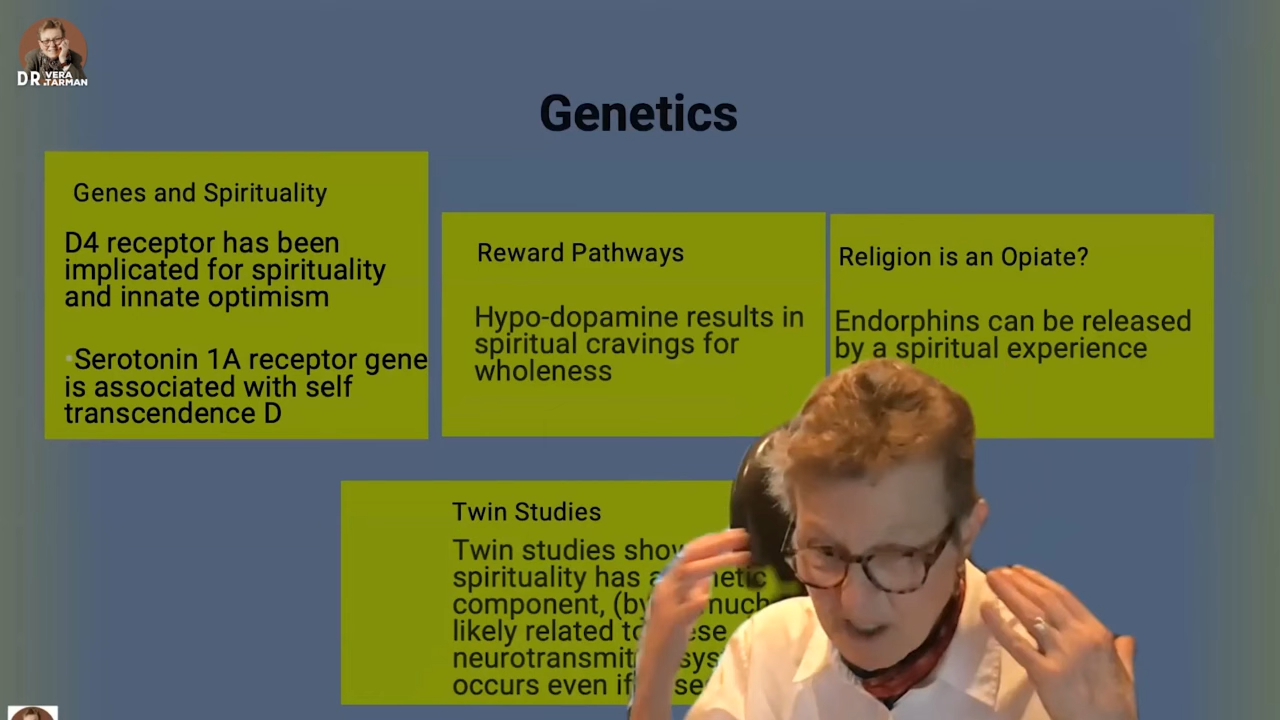 DR. VERA TARMAN
Genetics
Genes and Spirituality
D4 receptor has been
implicated for spirituality
and innate optimism
Serotonin 1A receptor gene
is associated with self
transcendence D
Reward Pathways
Hypo-dopamine results in
spiritual cravings for
wholeness
Religion is an Opiate?
Endorphins can be released
by a spiritual experience
Twin Studies
Twin studies
spirituality has
component, (by
likely related
occurs even if